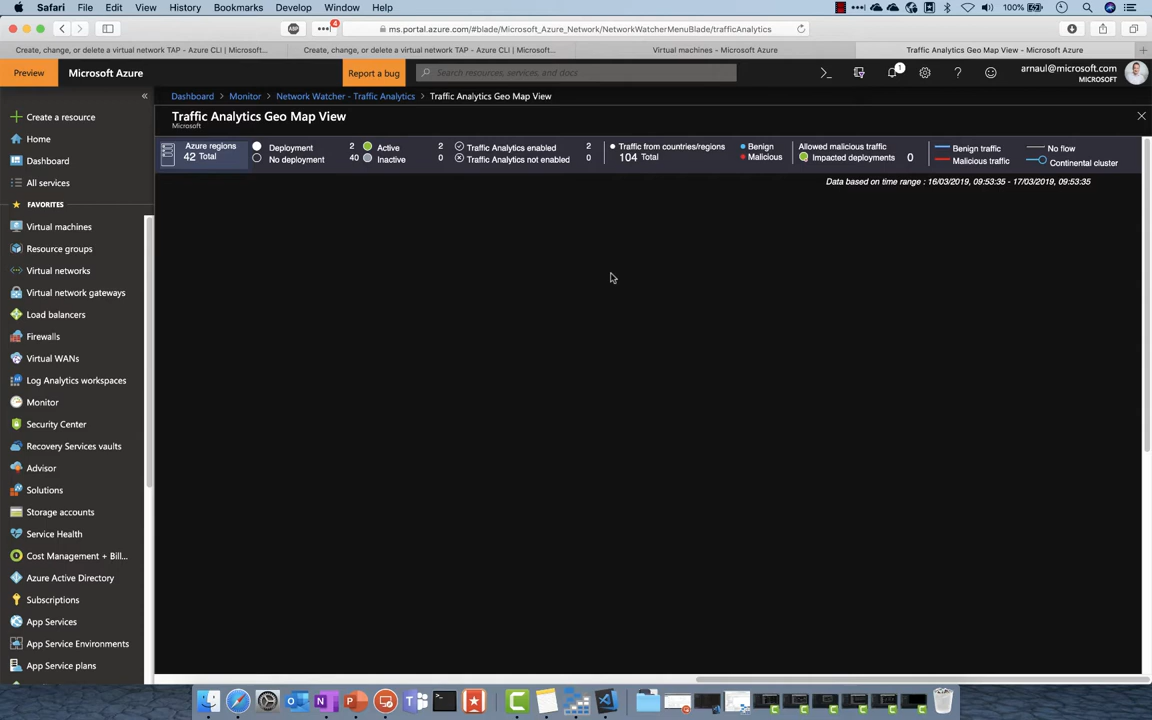 Safari File Edit View History Bookmarks Develop Window Help 100%
ABP 4 ms.portal.azure.com/#blade/Microsoft_Azure_Network/NetworkWatcherMenuBlade/trafficAnalytics
Create, change, or delete a virtual network TAP - Azure CLI | Microsoft... Create, change, or delete a virtual network TAP - Azure CLI | Microsoft... Virtual machines - Microsoft Azure Traffic Analytics Geo Map View - Microsoft Azure
Preview Microsoft Azure Report a bug Search resources, services, and docs 1 arnaul@microsoft.com
MICROSOFT
Dashboard > Monitor > Network Watcher - Traffic Analytics > Traffic Analytics Geo Map View
Traffic Analytics Geo Map View
Microsoft
Azure regions
42 Total
Deployment 2
No deployment 40
Active 2
Inactive 0
Traffic Analytics enabled 2
Traffic Analytics not enabled 0
Traffic from countries/regions
104 Total
Benign
Malicious
Allowed malicious traffic
Impacted deployments 0
Benign traffic
Malicious traffic
No flow
Continental cluster
Data based on time range : 16/03/2019, 09:53:35 - 17/03/2019, 09:53:35
Create a resource
Home
Dashboard
All services
FAVORITES
Virtual machines
Resource groups
Virtual networks
Virtual network gateways
Load balancers
Firewalls
Virtual WANs
Log Analytics workspaces
Monitor
Security Center
Recovery Services vaults
Advisor
Solutions
Storage accounts
Service Health
Cost Management + Bill...
Azure Active Directory
Subscriptions
App Services
App Service Environments
App Service plans